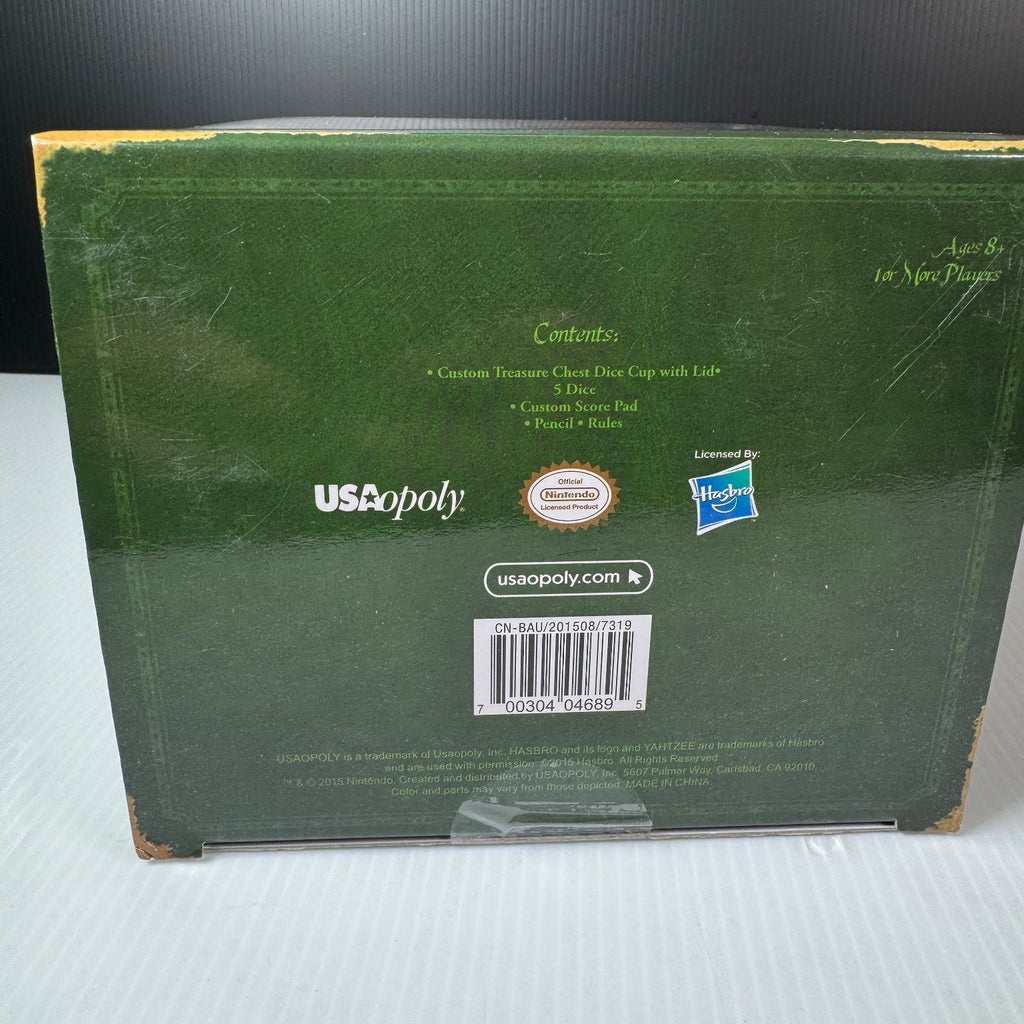 Ages 8+
1 or More Players
Contents:
• Custom Treasure Chest Dice Cup with Lid•
5 Dice
• Custom Score Pad
• Pencil • Rules
USAopoly®
Official
Nintendo
Licensed Product
Licensed By:
Hasbro
™
usaopoly.com
CN-BAU/201508/7319
7 00304 04689 5
USAOPOLY is a trademark of Usaopoly, Inc. HASBRO and its logo and YAHTZEE are trademarks of Hasbro
and are used with permission. ©2015 Hasbro. All Rights Reserved
™ & © 2015 Nintendo. Created and distributed by USAOPOLY, Inc. 5607 Palmer Way, Carlsbad, CA 92010.
Color and parts may vary from those depicted. MADE IN CHINA.